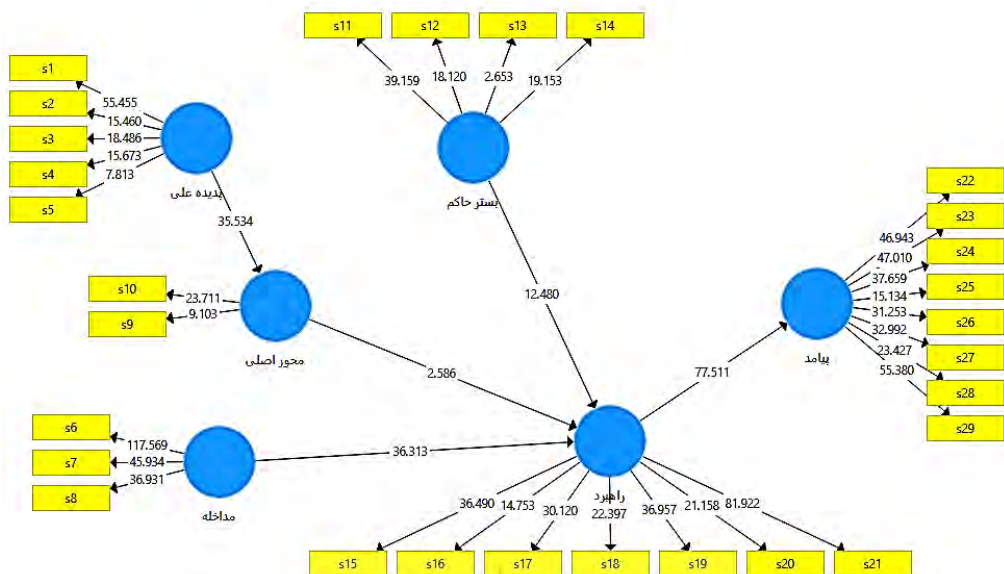 s11
s12
s13
s14
39.159
18.120
2.653
19.153
s1
s2
s3
s4
s5
55.455
15.460
18.486
15.673
7.813
پدیده علی
بستر حاکم
35.534
12.480
s10
s9
23.711
9.103
محور اصلی
2.586
s6
s7
s8
117.569
45.934
36.931
مداخله
36.313
77.511
s22
s23
s24
s25
s26
s27
s28
s29
46.943
47.010
37.659
15.134
31.253
32.992
23.427
55.380
پیامد
راهبرد
36.490
14.753
30.120
22.397
36.957
21.158
81.922
s15
s16
s17
s18
s19
s20
s21